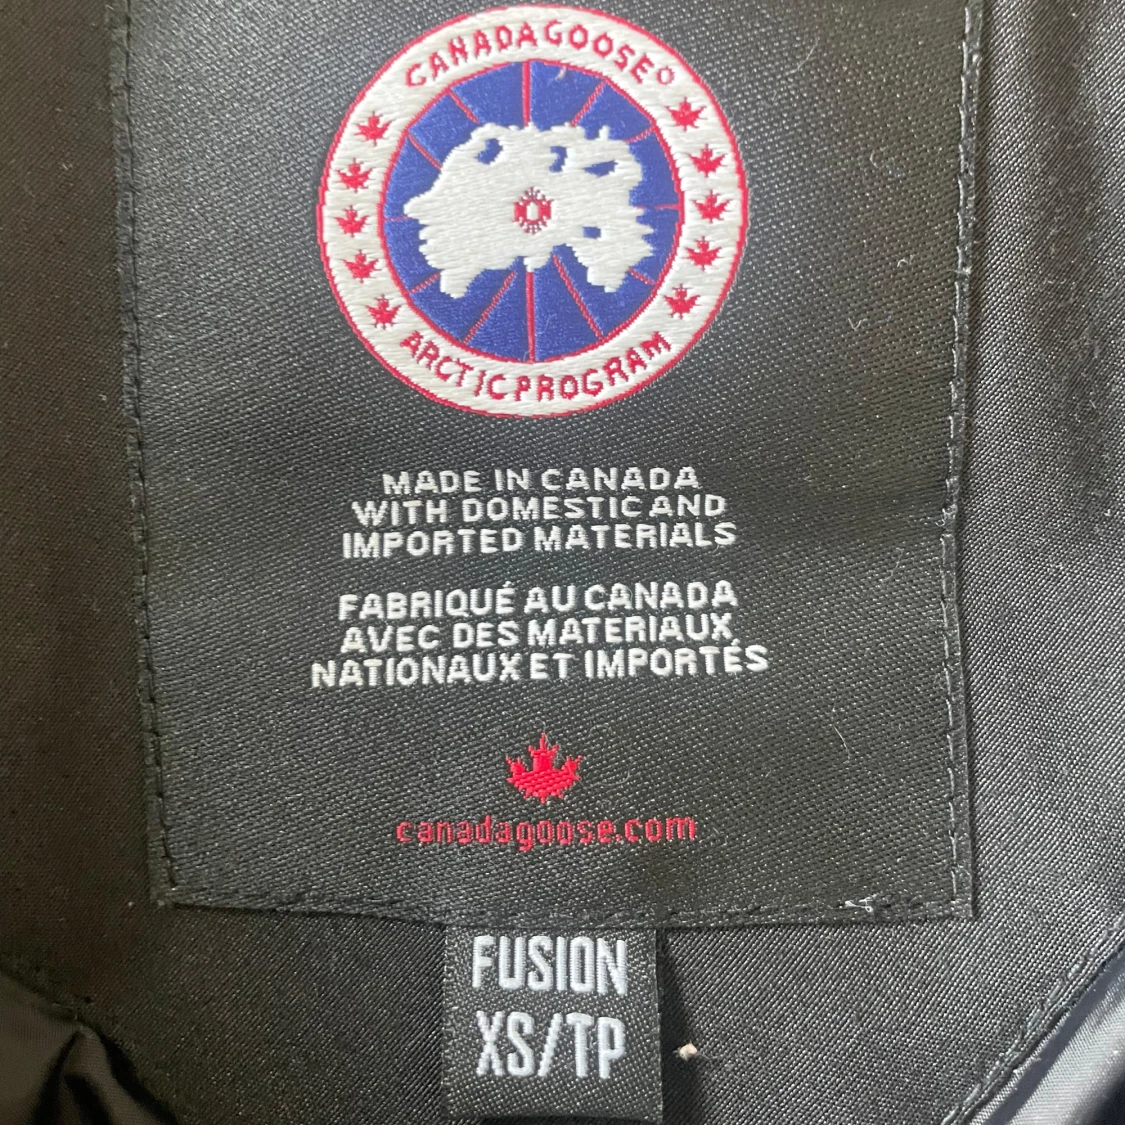 CANADA GOOSE®
ARCTIC PROGRAM
MADE IN CANADA
WITH DOMESTIC AND
IMPORTED MATERIALS
FABRIQUÉ AU CANADA
AVEC DES MATERIAUX
NATIONAUX ET IMPORTÉS
canadagoose.com
FUSION
XS/TP